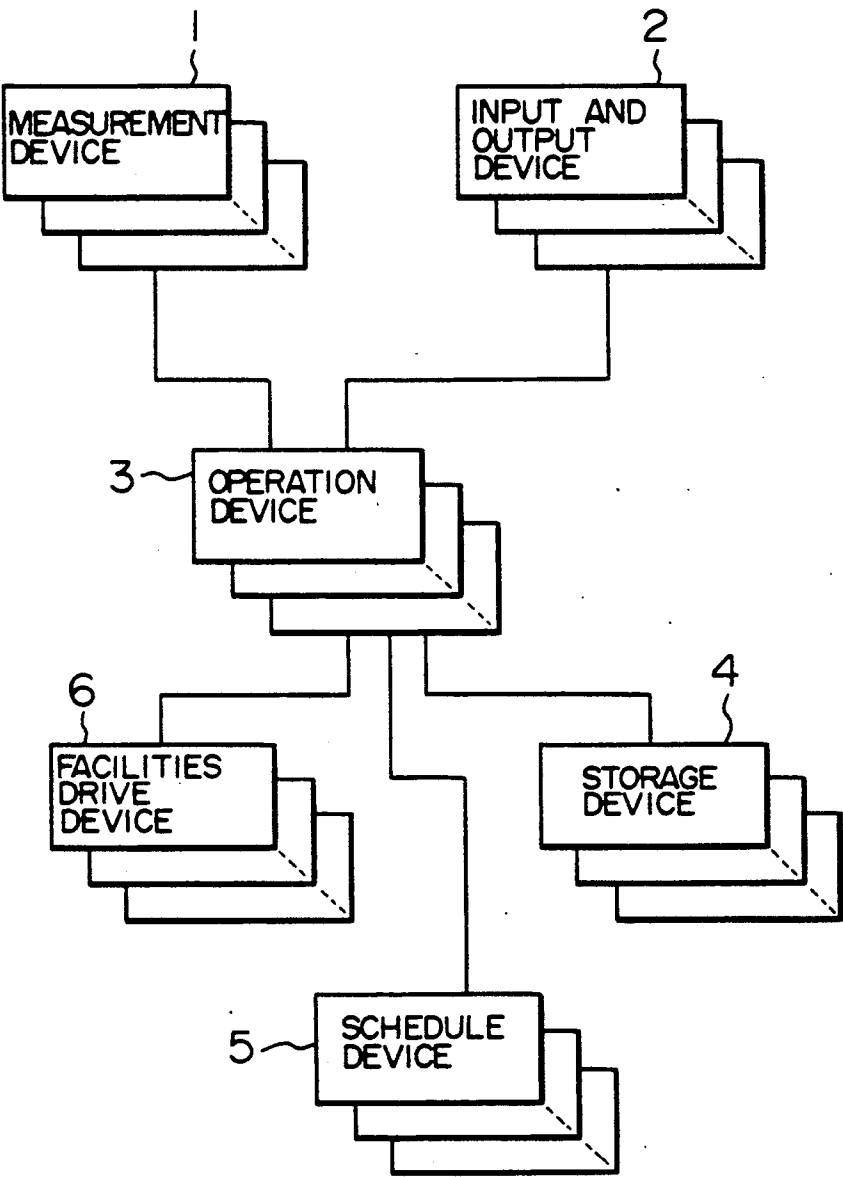 1
2
MEASUREMENT
DEVICE
INPUT AND
OUTPUT
DEVICE
3
OPERATION
DEVICE
6
4
FACILITIES
DRIVE
DEVICE
STORAGE
DEVICE
5
SCHEDULE
DEVICE